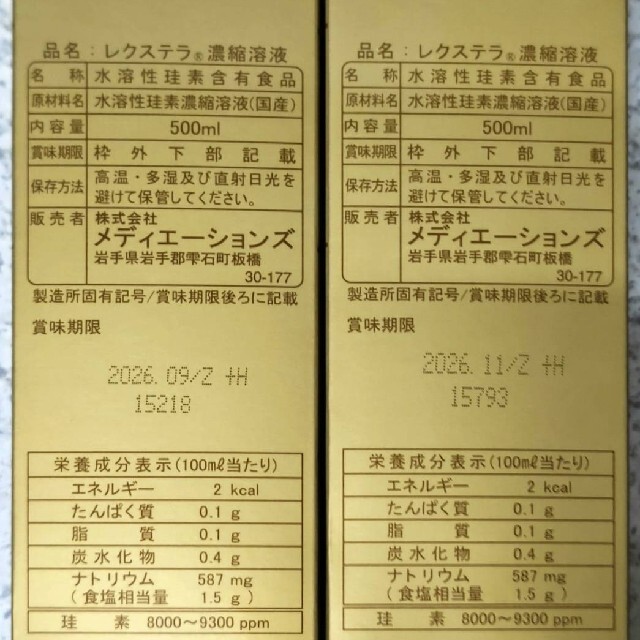 品名：レクステラ®濃縮溶液
名称 水溶性珪素含有食品
原材料名 水溶性珪素濃縮溶液(国産)
内容量 500ml
賞味期限 枠外下部記載
保存方法 高温・多湿及び直射日光を
避けて保管してください。
販売者 株式会社
メディエーションズ
岩手県岩手郡雫石町板橋
30-177
製造所固有記号/賞味期限後ろに記載
賞味期限
2026. 09/Z +H
15218
栄養成分表示(100mℓ当たり)
エネルギー 2 kcal
たんぱく質 0.1 g
脂質 0.1 g
炭水化物 0.4 g
ナトリウム 587 mg
(食塩相当量 1.5 g)
珪素 8000〜9300 ppm
品名：レクステラ®濃縮溶液
名称 水溶性珪素含有食品
原材料名 水溶性珪素濃縮溶液(国産)
内容量 500ml
賞味期限 枠外下部記載
保存方法 高温・多湿及び直射日光を
避けて保管してください。
販売者 株式会社
メディエーションズ
岩手県岩手郡雫石町板橋
30-177
製造所固有記号/賞味期限後ろに記載
賞味期限
2026. 11/Z +H
15793
栄養成分表示(100mℓ当たり)
エネルギー 2 kcal
たんぱく質 0.1 g
脂質 0.1 g
炭水化物 0.4 g
ナトリウム 587 mg
(食塩相当量 1.5 g)
珪素 8000〜9300 ppm